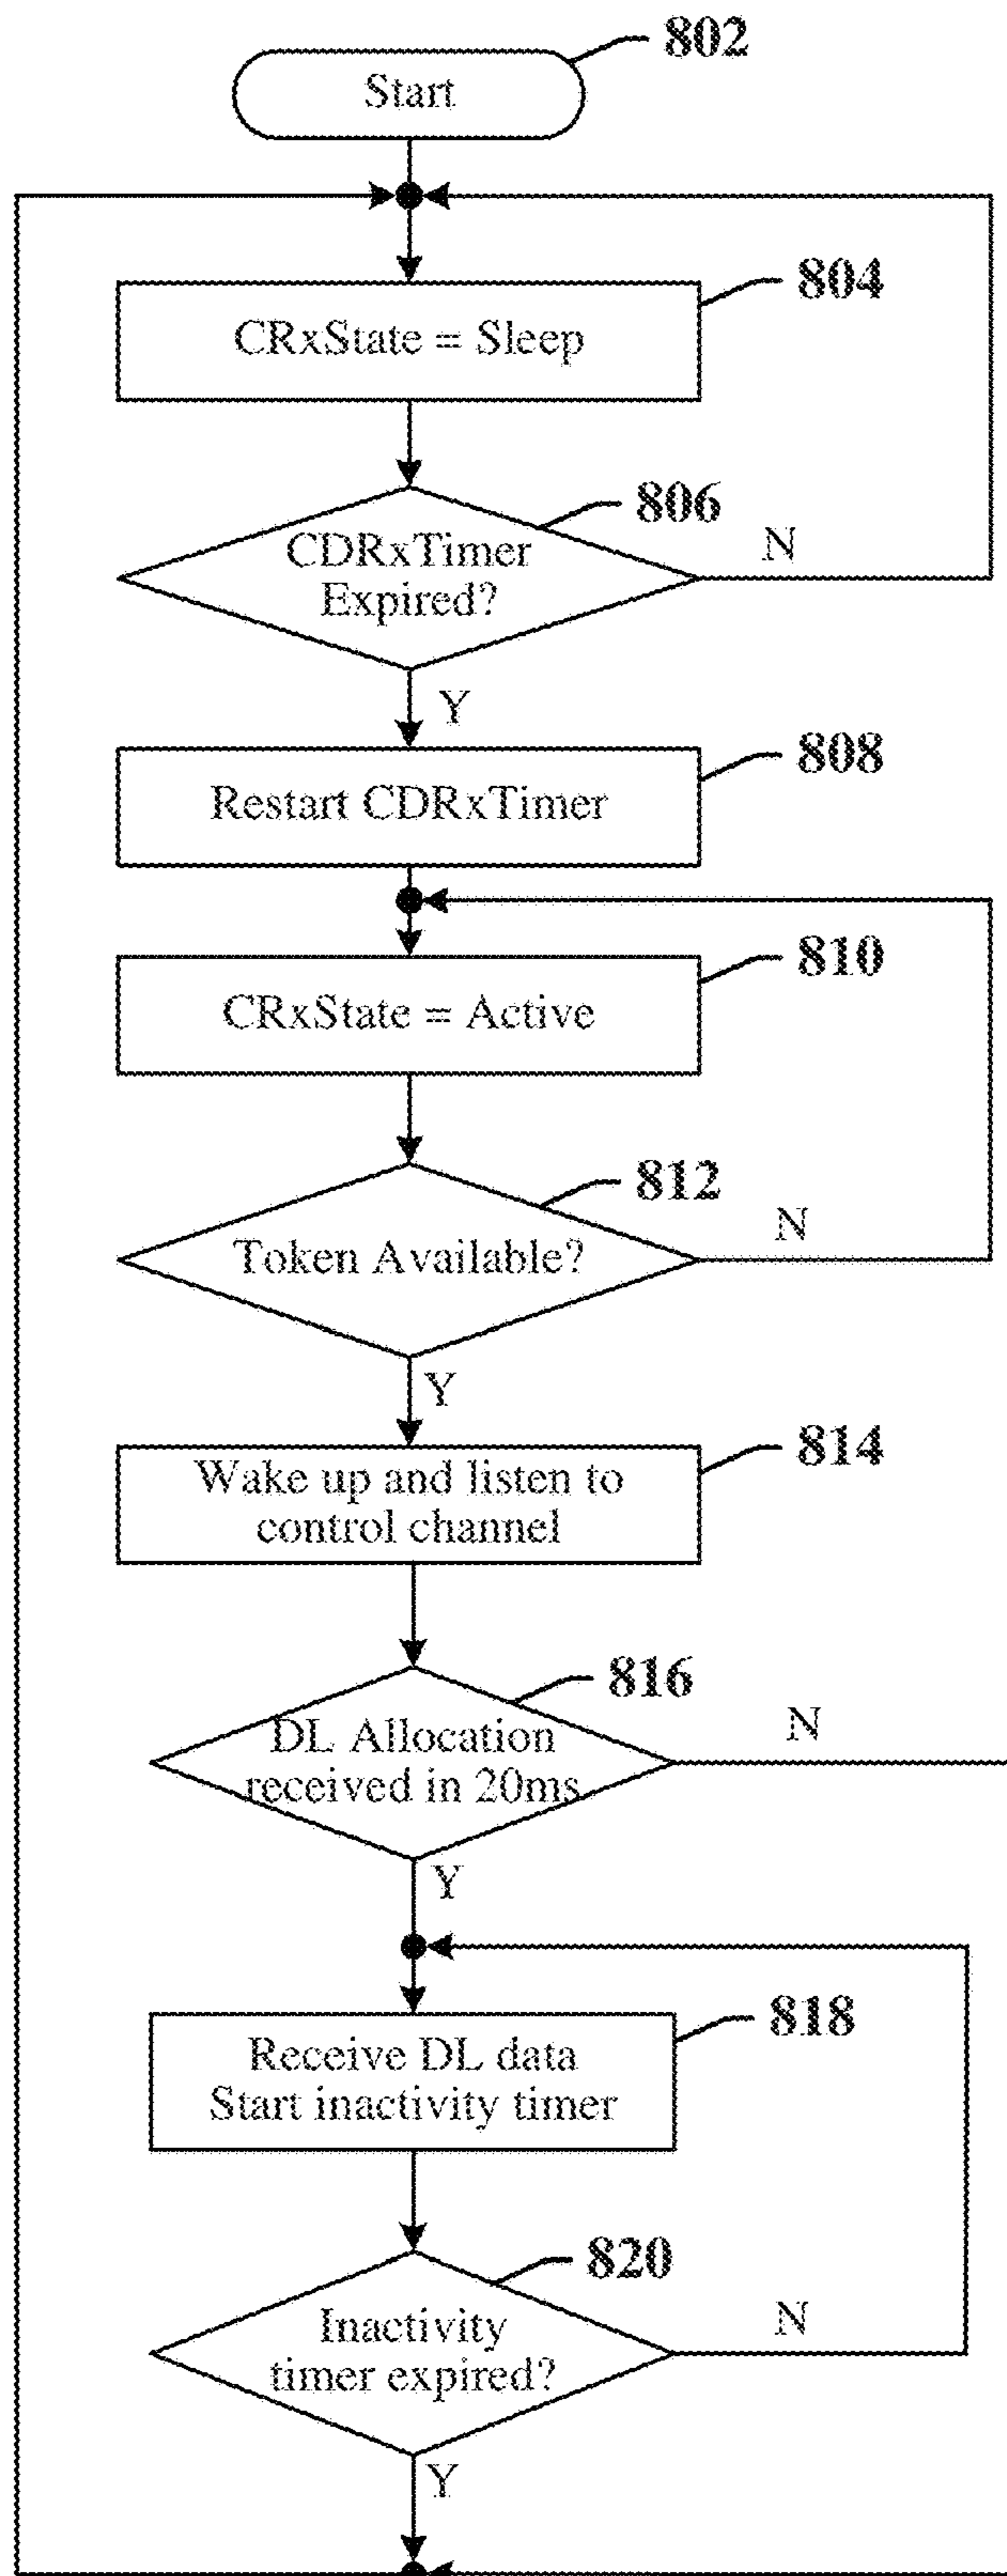 802
Start
804
CRxState = Sleep
806
CDRxTimer
Expired?
N
Y
808
Restart CDRxTimer
810
CRxState = Active
812
Token Available?
N
Y
814
Wake up and listen to
control channel
816
DL Allocation
received in 20ms
N
Y
818
Receive DL data
Start inactivity timer
820
Inactivity
timer expired?
N
Y